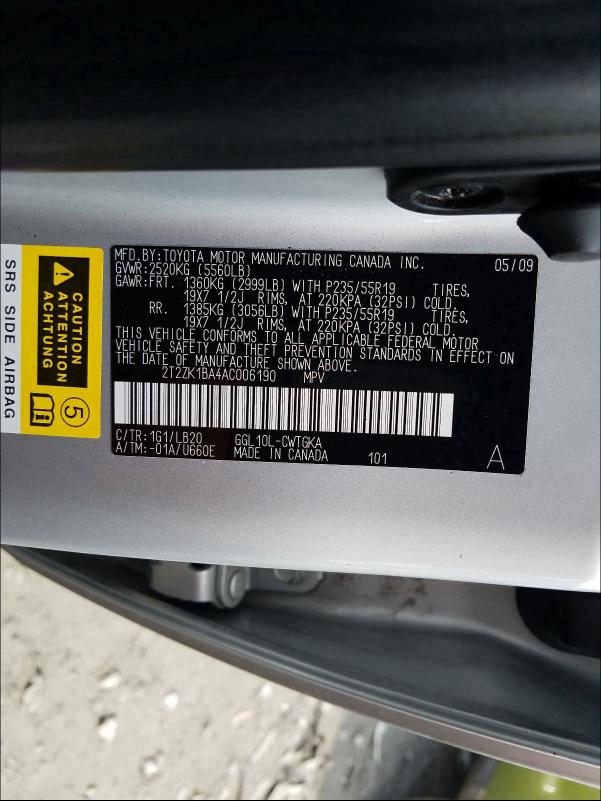 MFD.BY:TOYOTA MOTOR MANUFACTURING CANADA INC. 05/09
GVWR:2520KG (5560LB)
GAWR:FRT. 1360KG (2999LB) WITH P235/55R19 TIRES,
19X7 1/2J RIMS, AT 220KPA (32PSI) COLD.
RR. 1385KG (3056LB) WITH P235/55R19 TIRES,
19X7 1/2J RIMS, AT 220KPA (32PSI) COLD.
THIS VEHICLE CONFORMS TO ALL APPLICABLE FEDERAL MOTOR
VEHICLE SAFETY AND THEFT PREVENTION STANDARDS IN EFFECT ON
THE DATE OF MANUFACTURE SHOWN ABOVE.
2T2ZK1BA4AC006190 MPV
C/TR:1G1/LB20 GGL10L-CWTGKA
A/TM:-01A/U660E MADE IN CANADA 101 A
CAUTION
ATTENTION
ACHTUNG
5
SRS SIDE AIRBAG